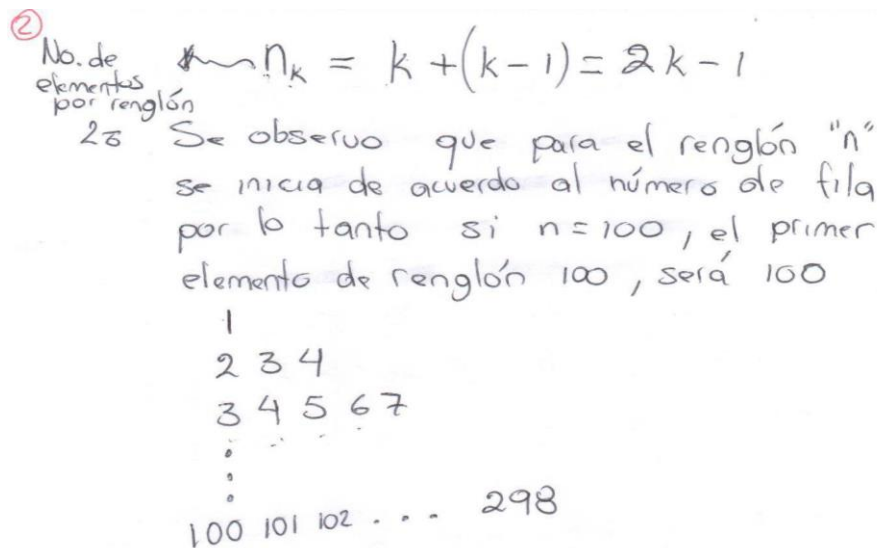 2
No. de elementos por renglón n_k = k + (k - 1) = 2k - 1
Se observo que para el renglón "n"
se inicia de acuerdo al número de fila
por lo tanto si n = 100, el primer
elemento de renglón 100, será 100
1
2 3 4
3 4 5 6 7
100 101 102 . . . 298